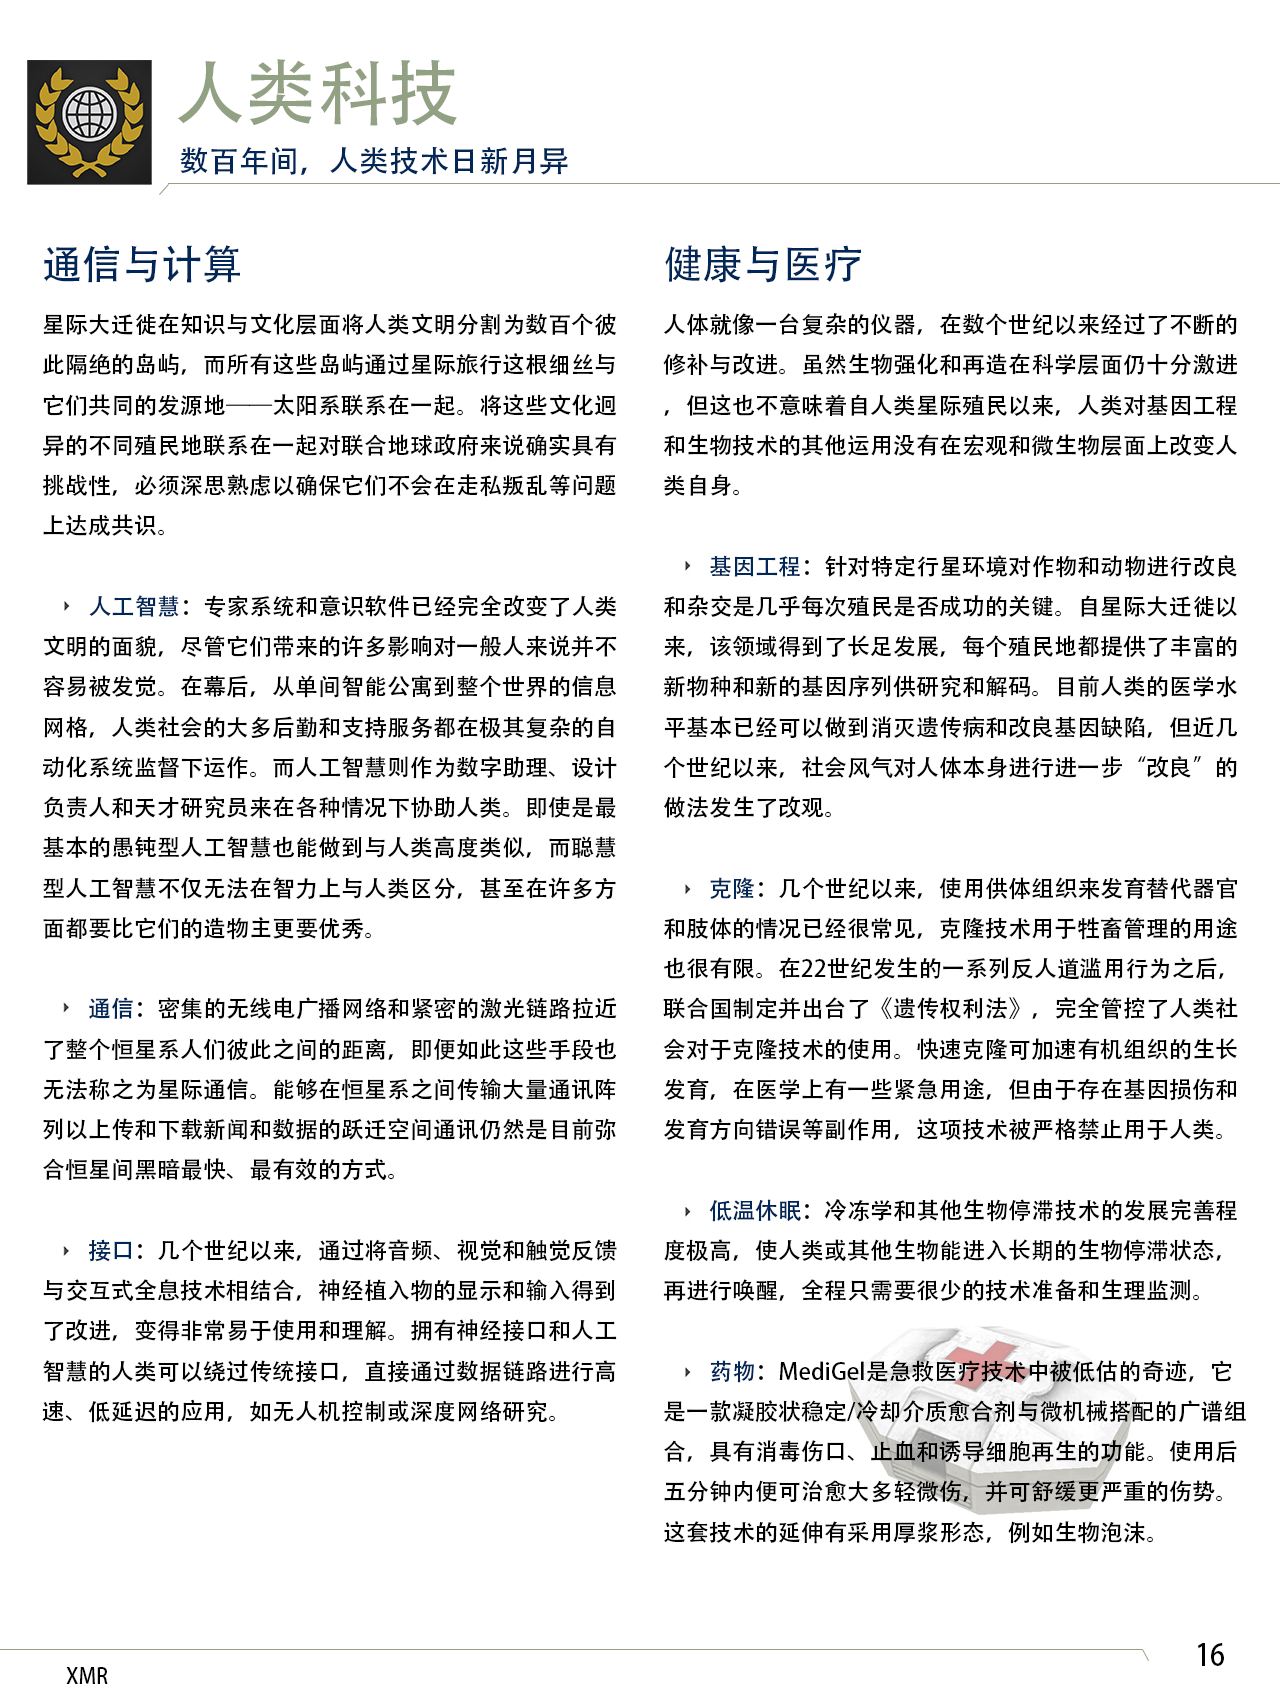 人类科技
数百年间，人类技术日新月异
通信与计算
星际大迁徙在知识与文化层面将人类文明分割为数百个彼
此隔绝的岛屿，而所有这些岛屿通过星际旅行这根细丝与
它们共同的发源地——太阳系联系在一起。将这些文化迥
异的不同殖民地联系在一起对联合地球政府来说确实具有
挑战性，必须深思熟虑以确保它们不会在走私叛乱等问题
上达成共识。
人工智慧：专家系统和意识软件已经完全改变了人类
文明的面貌，尽管它们带来的许多影响对一般人来说并不
容易被发觉。在幕后，从单间智能公寓到整个世界的信息
网格，人类社会的大多后勤和支持服务都在极其复杂的自
动化系统监督下运作。而人工智慧则作为数字助理、设计
负责人和天才研究员来在各种情况下协助人类。即使是最
基本的愚钝型人工智慧也能做到与人类高度类似，而聪慧
型人工智慧不仅无法在智力上与人类区分，甚至在许多方
面都要比它们的造物主更要优秀。
通信：密集的无线电广播网络和紧密的激光链路拉近
了整个恒星系人们彼此之间的距离，即便如此这些手段也
无法称之为星际通信。能够在恒星系之间传输大量通讯阵
列以上传和下载新闻和数据的跃迁空间通讯仍然是目前弥
合恒星间黑暗最快、最有效的方式。
接口：几个世纪以来，通过将音频、视觉和触觉反馈
与交互式全息技术相结合，神经植入物的显示和输入得到
了改进，变得非常易于使用和理解。拥有神经接口和人工
智慧的人类可以绕过传统接口，直接通过数据链路进行高
速、低延迟的应用，如无人机控制或深度网络研究。
健康与医疗
人体就像一台复杂的仪器，在数个世纪以来经过了不断的
修补与改进。虽然生物强化和再造在科学层面仍十分激进
，但这也不意味着自人类星际殖民以来，人类对基因工程
和生物技术的其他运用没有在宏观和微生物层面上改变人
类自身。
基因工程：针对特定行星环境对作物和动物进行改良
和杂交是几乎每次殖民是否成功的关键。自星际大迁徙以
来，该领域得到了长足发展，每个殖民地都提供了丰富的
新物种和新的基因序列供研究和解码。目前人类的医学水
平基本已经可以做到消灭遗传病和改良基因缺陷，但近几
个世纪以来，社会风气对人体本身进行进一步“改良”的
做法发生了改观。
克隆：几个世纪以来，使用供体组织来发育替代器官
和肢体的情况已经很常见，克隆技术用于牲畜管理的用途
也很有限。在22世纪发生的一系列反人道滥用行为之后，
联合国制定并出台了《遗传权利法》，完全管控了人类社
会对于克隆技术的使用。快速克隆可加速有机组织的生长
发育，在医学上有一些紧急用途，但由于存在基因损伤和
发育方向错误等副作用，这项技术被严格禁止用于人类。
低温休眠：冷冻学和其他生物停滞技术的发展完善程
度极高，使人类或其他生物能进入长期的生物停滞状态，
再进行唤醒，全程只需要很少的技术准备和生理监测。
药物：MediGel是急救医疗技术中被低估的奇迹，它
是一款凝胶状稳定/冷却介质愈合剂与微机械搭配的广谱组
合，具有消毒伤口、止血和诱导细胞再生的功能。使用后
五分钟内便可治愈大多轻微伤，并可舒缓更严重的伤势。
这套技术的延伸有采用厚浆形态，例如生物泡沫。
16
XMR